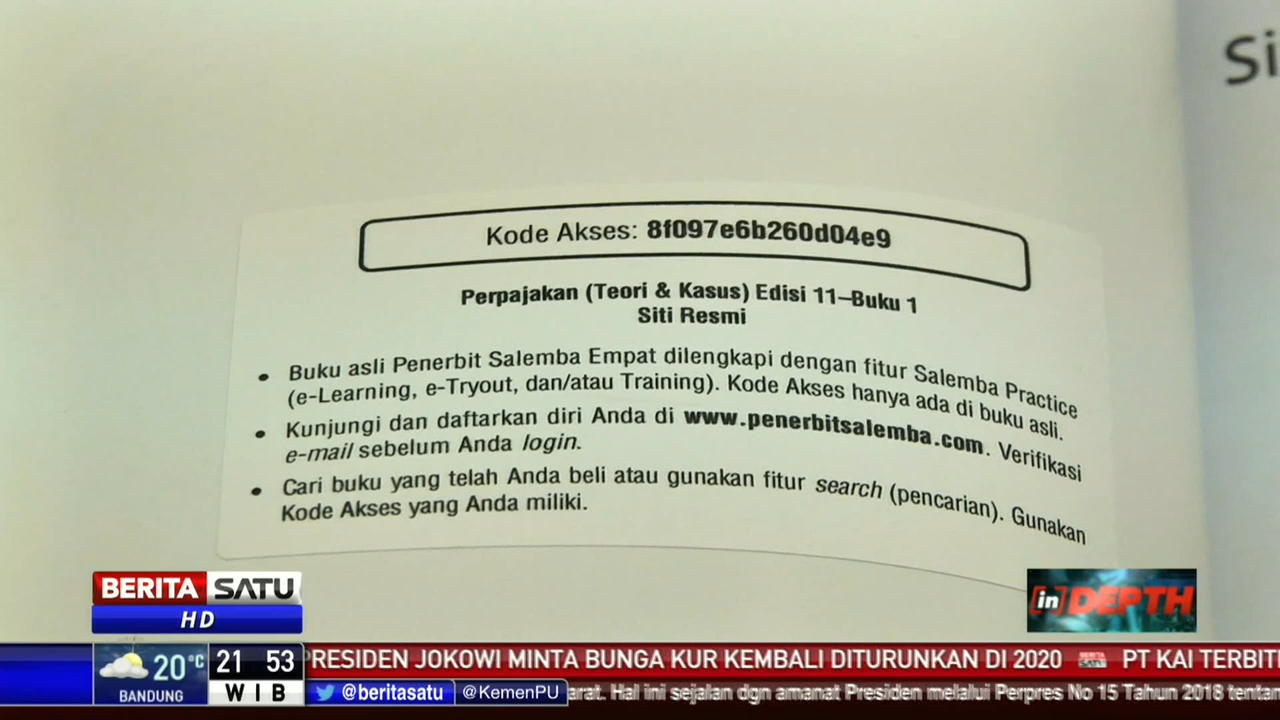 Si
Kode Akses: 8f097e6b260d04e9
Perpajakan (Teori & Kasus) Edisi 11–Buku 1
Siti Resmi
• Buku asli Penerbit Salemba Empat dilengkapi dengan fitur Salemba Practice
(e-Learning, e-Tryout, dan/atau Training). Kode Akses hanya ada di buku asli.
• Kunjungi dan daftarkan diri Anda di www.penerbitsalemba.com. Verifikasi
e-mail sebelum Anda login.
• Cari buku yang telah Anda beli atau gunakan fitur search (pencarian). Gunakan
Kode Akses yang Anda miliki.
BERITA SATU
HD
[in] DEPTH
20°C
BANDUNG
21 53
WIB
PRESIDEN JOKOWI MINTA BUNGA KUR KEMBALI DITURUNKAN DI 2020 BERITA SATU PT KAI TERBIT
@beritasatu @KemenPU arat. Hal ini sejalan dgn amanat Presiden melalui Perpres No 15 Tahun 2018 tentan